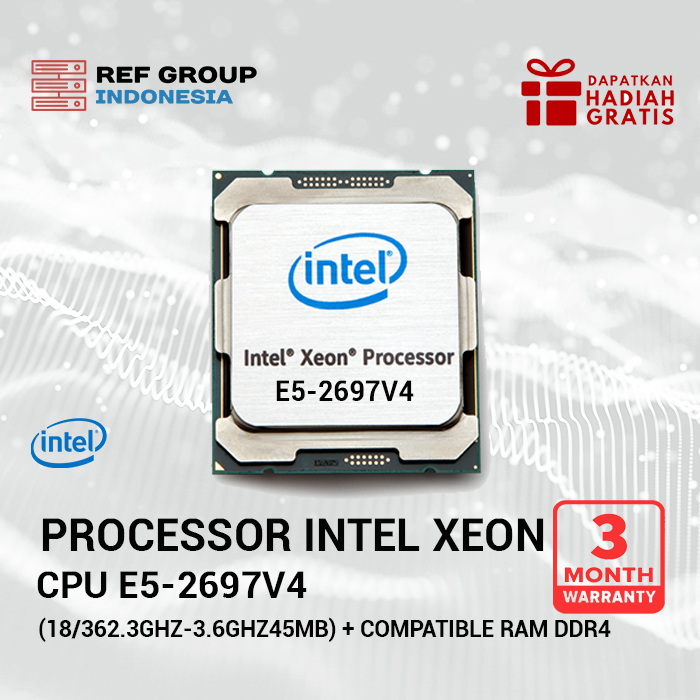 REF GROUP
INDONESIA
DAPATKAN
HADIAH
GRATIS
intel®
Intel® Xeon® Processor
E5-2697V4
intel
PROCESSOR INTEL XEON
CPU E5-2697V4
(18/362.3GHZ-3.6GHZ45MB) + COMPATIBLE RAM DDR4
3
MONTH
WARRANTY